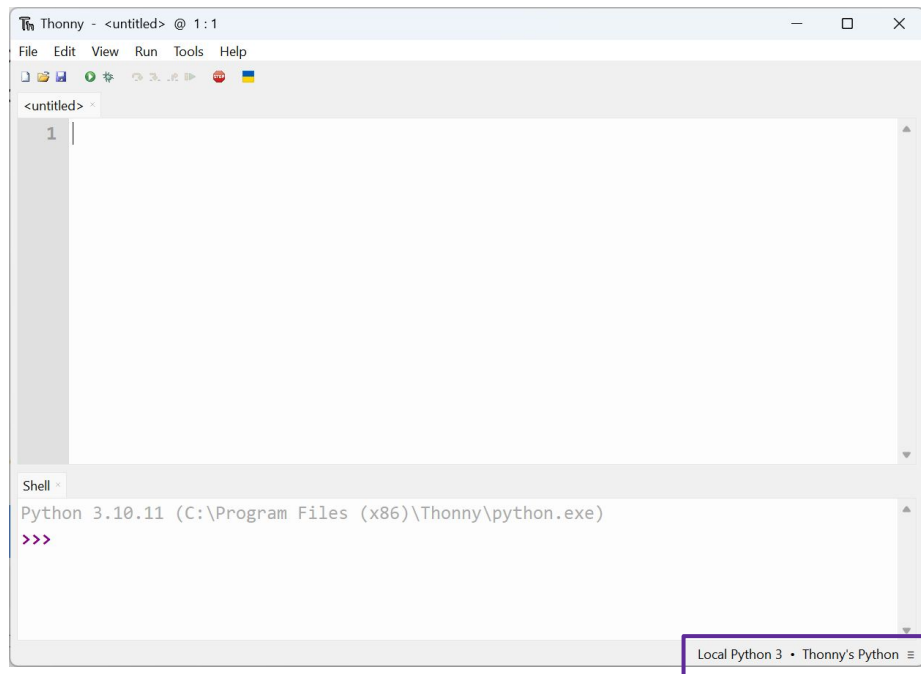 Thonny - <untitled> @ 1:1
File Edit View Run Tools Help
STOP
<untitled> ×
1
Shell ×
Python 3.10.11 (C:\Program Files (x86)\Thonny\python.exe)
>>>
Local Python 3 • Thonny's Python ≡